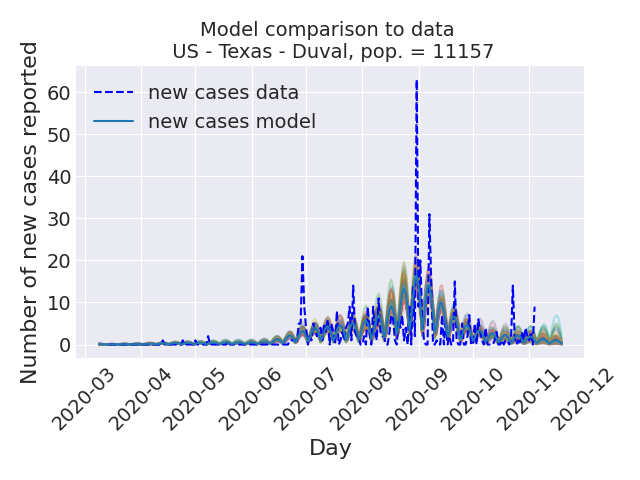 Model comparison to data
US - Texas - Duval, pop. = 11157
Number of new cases reported
60
50
40
30
20
10
0
new cases data
new cases model
2020-03
2020-04
2020-05
2020-06
2020-07
2020-08
2020-09
2020-10
2020-11
2020-12
Day